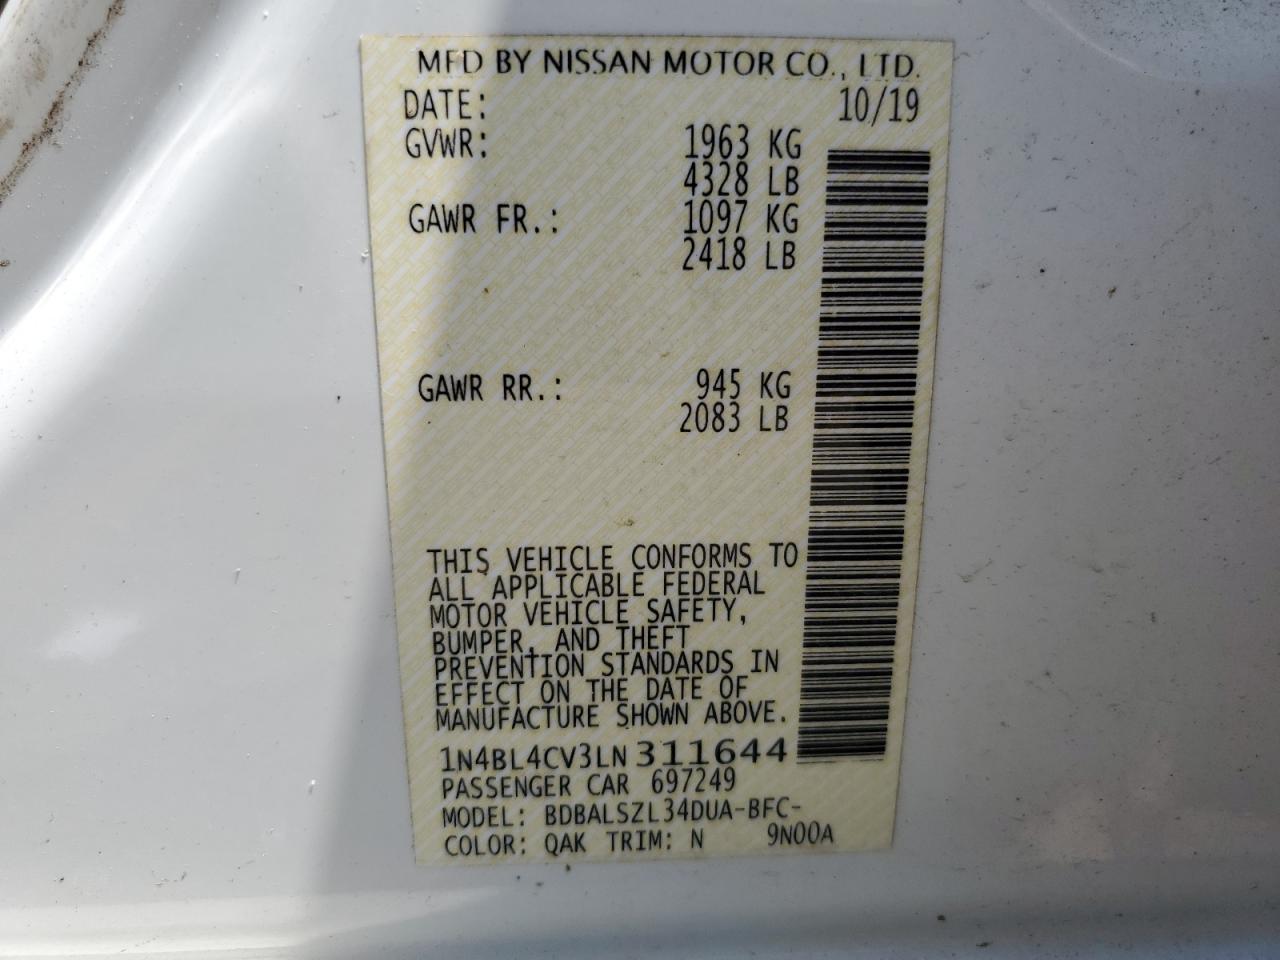 MFD BY NISSAN MOTOR CO., LTD.
DATE: 10/19
GVWR: 1963 KG
4328 LB
GAWR FR.: 1097 KG
2418 LB
GAWR RR.: 945 KG
2083 LB
THIS VEHICLE CONFORMS TO
ALL APPLICABLE FEDERAL
MOTOR VEHICLE SAFETY,
BUMPER, AND THEFT
PREVENTION STANDARDS IN
EFFECT ON THE DATE OF
MANUFACTURE SHOWN ABOVE.
1N4BL4CV3LN311644
PASSENGER CAR 697249
MODEL: BDBALSZL34DUA-BFC-
COLOR: QAK TRIM: N 9N00A